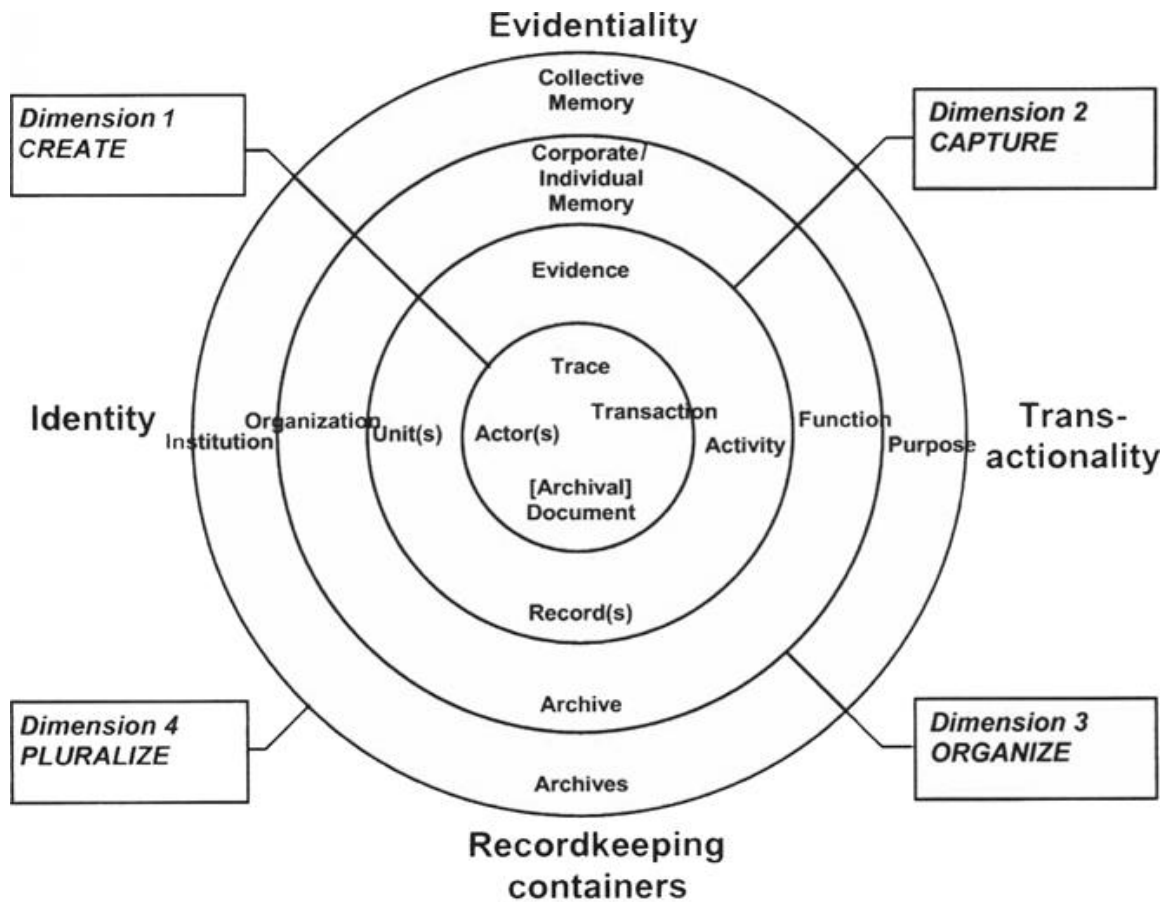 Evidentiality
Collective
Memory
Dimension 1
CREATE
Dimension 2
CAPTURE
Corporate/
Individual
Memory
Evidence
Trace
Identity
Institution
Organization
Unit(s)
Actor(s)
Transaction
Activity
Function
Purpose
Trans-
actionality
[Archival]
Document
Record(s)
Archive
Dimension 4
PLURALIZE
Dimension 3
ORGANIZE
Archives
Recordkeeping
containers